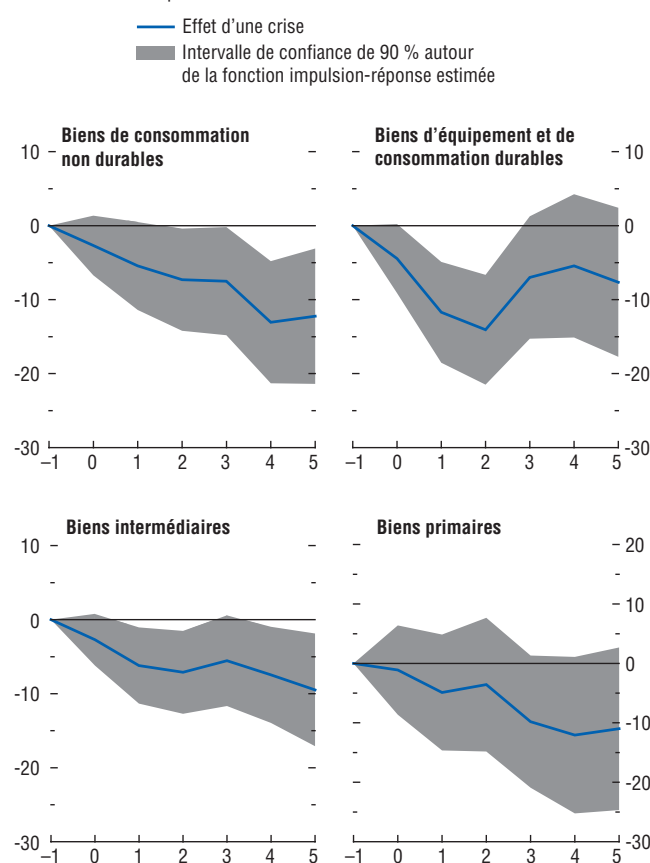 Effet d'une crise
Intervalle de confiance de 90 % autour
de la fonction impulsion-réponse estimée
Biens de consommation
non durables
10
0
-10
-20
-30
–1 0 1 2 3 4 5
Biens d'équipement et de
consommation durables
10
0
-10
-20
-30
–1 0 1 2 3 4 5
Biens intermédiaires
10
0
-10
-20
-30
–1 0 1 2 3 4 5
Biens primaires
20
10
0
-10
-20
-30
–1 0 1 2 3 4 5